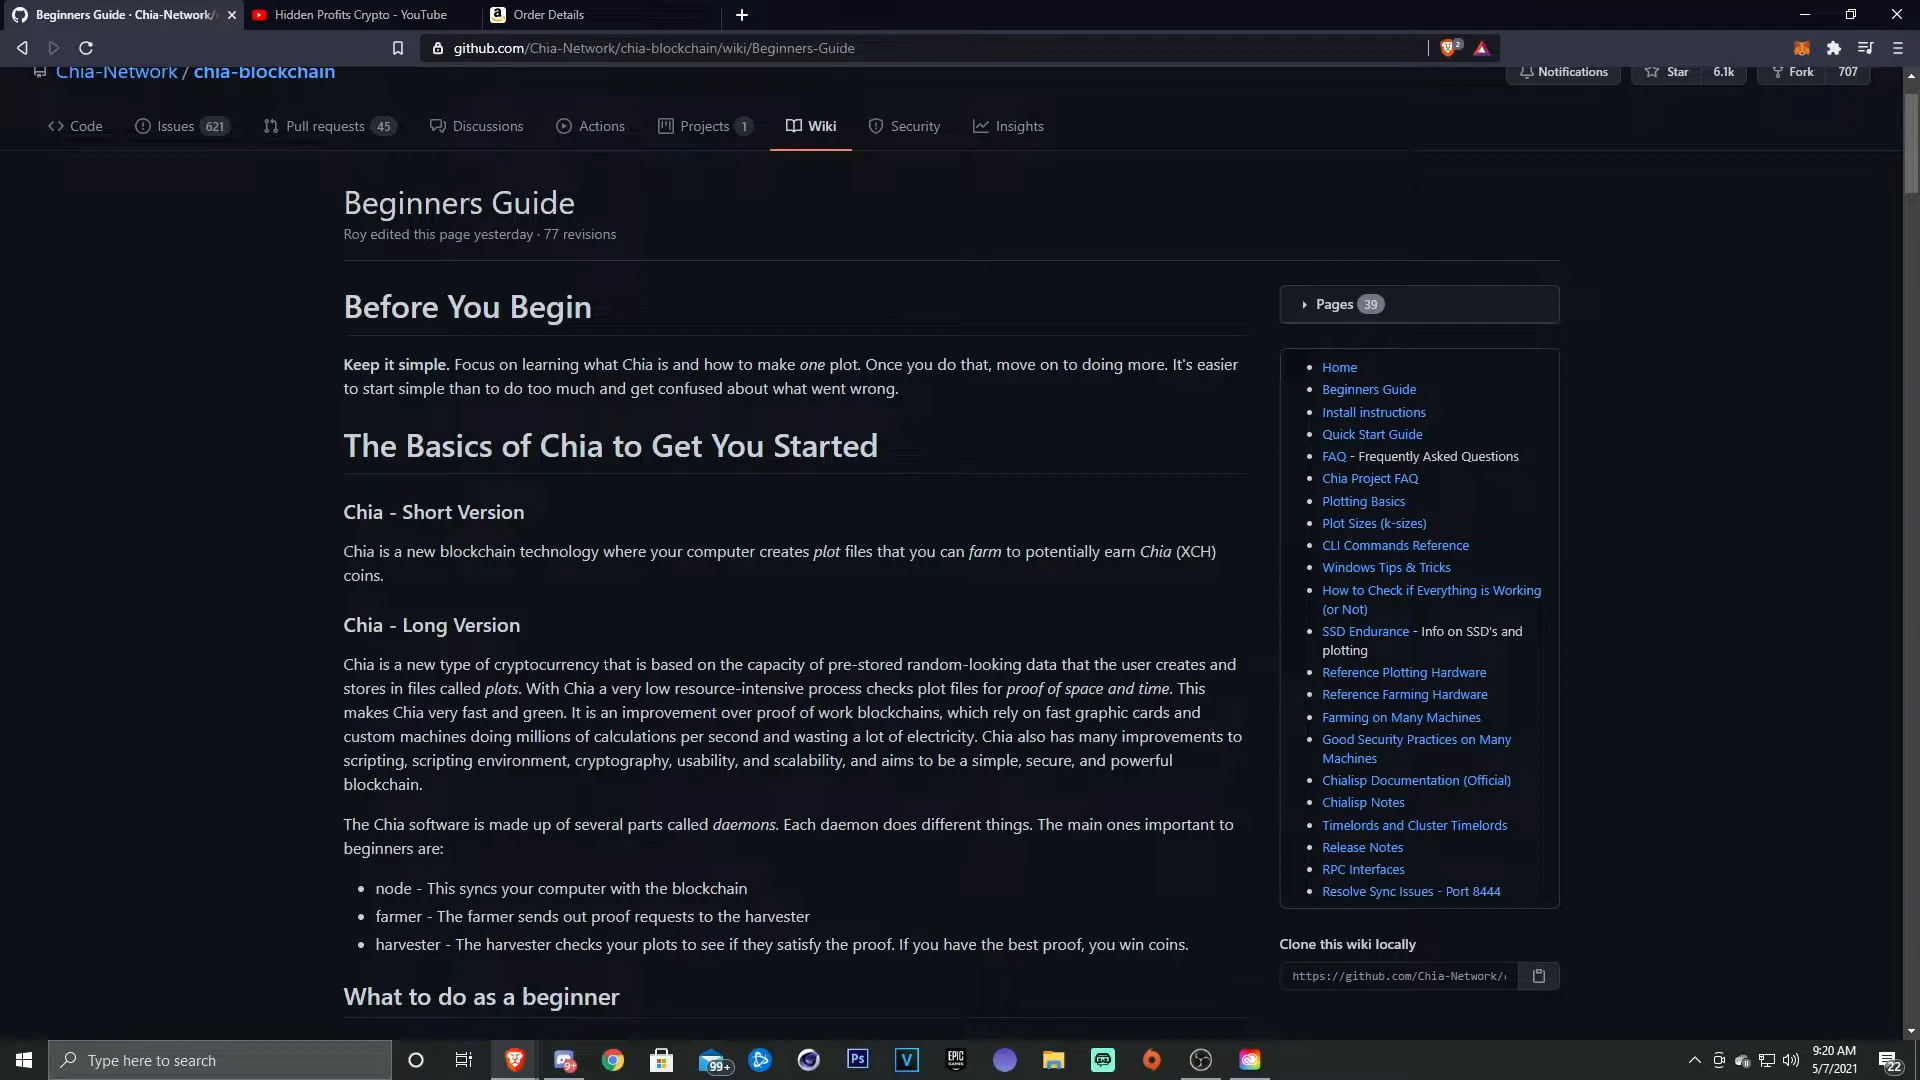 Beginners Guide · Chia-Network/
Hidden Profits Crypto - YouTube
Order Details
github.com/Chia-Network/chia-blockchain/wiki/Beginners-Guide
2
Chia-Network / chia-blockchain
Notifications
Star 6.1k
Fork 707
Code
Issues 621
Pull requests 45
Discussions
Actions
Projects 1
Wiki
Security
Insights
Beginners Guide
Roy edited this page yesterday · 77 revisions
Before You Begin
Keep it simple. Focus on learning what Chia is and how to make one plot. Once you do that, move on to doing more. It's easier
to start simple than to do too much and get confused about what went wrong.
The Basics of Chia to Get You Started
Chia - Short Version
Chia is a new blockchain technology where your computer creates plot files that you can farm to potentially earn Chia (XCH)
coins.
Chia - Long Version
Chia is a new type of cryptocurrency that is based on the capacity of pre-stored random-looking data that the user creates and
stores in files called plots. With Chia a very low resource-intensive process checks plot files for proof of space and time. This
makes Chia very fast and green. It is an improvement over proof of work blockchains, which rely on fast graphic cards and
custom machines doing millions of calculations per second and wasting a lot of electricity. Chia also has many improvements to
scripting, scripting environment, cryptography, usability, and scalability, and aims to be a simple, secure, and powerful
blockchain.
The Chia software is made up of several parts called daemons. Each daemon does different things. The main ones important to
beginners are:
• node - This syncs your computer with the blockchain
• farmer - The farmer sends out proof requests to the harvester
• harvester - The harvester checks your plots to see if they satisfy the proof. If you have the best proof, you win coins.
What to do as a beginner
Pages 39
• Home
• Beginners Guide
• Install instructions
• Quick Start Guide
• FAQ - Frequently Asked Questions
• Chia Project FAQ
• Plotting Basics
• Plot Sizes (k-sizes)
• CLI Commands Reference
• Windows Tips & Tricks
• How to Check if Everything is Working
(or Not)
• SSD Endurance - Info on SSD's and
plotting
• Reference Plotting Hardware
• Reference Farming Hardware
• Farming on Many Machines
• Good Security Practices on Many
Machines
• Chialisp Documentation (Official)
• Chialisp Notes
• Timelords and Cluster Timelords
• Release Notes
• RPC Interfaces
• Resolve Sync Issues - Port 8444
Clone this wiki locally
https://github.com/Chia-Network/
Type here to search
9+
99+
Ps
V
EPIC
GAMES
9:20 AM
5/7/2021
22